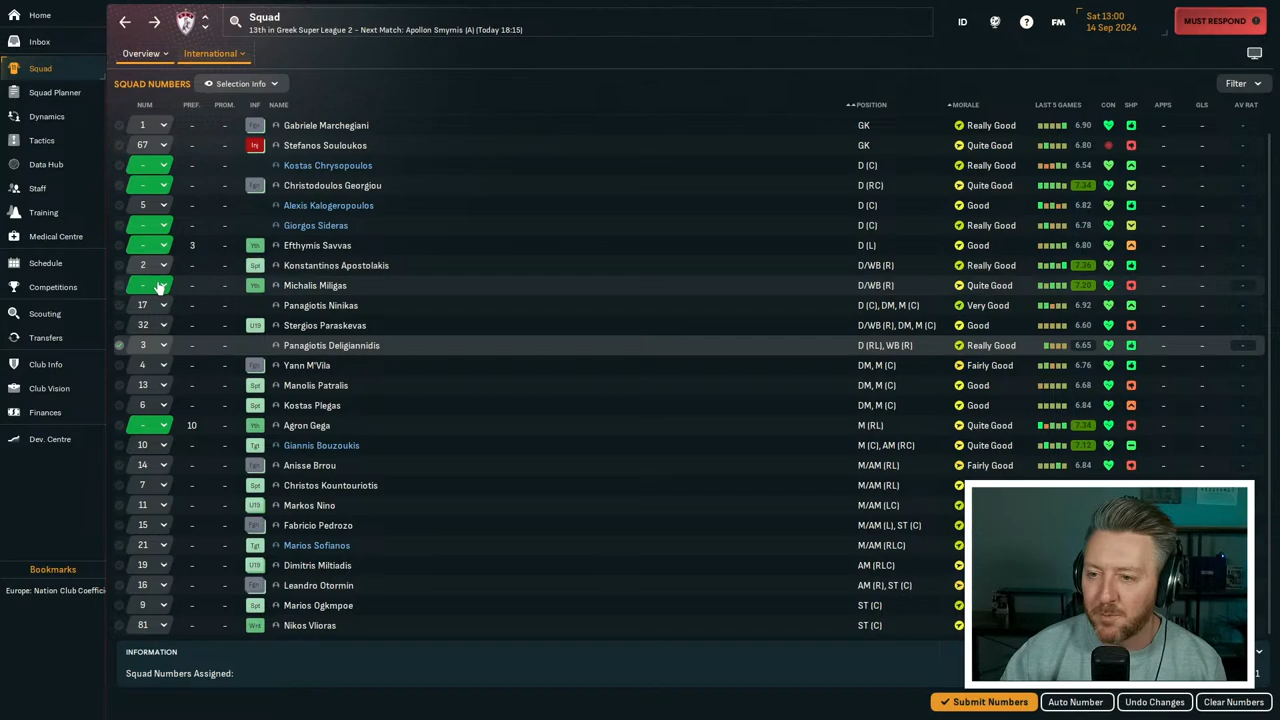 Home
Inbox
Squad
Squad Planner
Dynamics
Tactics
Data Hub
Staff
Training
Medical Centre
Schedule
Competitions
Scouting
Transfers
Club Info
Club Vision
Finances
Dev. Centre
Bookmarks
Europe: Nation Club Coeffici
Squad
13th in Greek Super League 2 - Next Match: Apollon Smyrnis (A) (Today 18:15)
ID ? FM Sat 13:00 14 Sep 2024 MUST RESPOND
Overview International
SQUAD NUMBERS Selection Info Filter
NUM PREF. PROM. INF NAME POSITION MORALE LAST 5 GAMES CON SHP APPS GLS AV RAT
1 - - Fgn Gabriele Marchegiani GK Really Good 6.90 - - -
67 - - Inj Stefanos Souloukos GK Quite Good 6.80 - - -
- - - Kostas Chrysopoulos D (C) Really Good 6.54 - - -
- - - Fgn Christodoulos Georgiou D (RC) Quite Good 7.34 - - -
5 - - Alexis Kalogeropoulos D (C) Good 6.82 - - -
- - - Giorgos Sideras D (C) Really Good 6.78 - - -
- 3 - Yth Efthymis Savvas D (L) Good 6.80 - - -
2 - - Spt Konstantinos Apostolakis D/WB (R) Really Good 7.36 - - -
- - - Yth Michalis Miligas D/WB (R) Quite Good 7.20 - - -
17 - - Panagiotis Ninikas D (C), DM, M (C) Very Good 6.92 - - -
32 - - U19 Stergios Paraskevas D/WB (R), DM, M (C) Good 6.60 - - -
3 - - Panagiotis Deligiannidis D (RL), WB (R) Really Good 6.65 - - -
4 - - Fgn Yann M'Vila DM, M (C) Fairly Good 6.76 - - -
13 - - Spt Manolis Patralis DM, M (C) Good 6.68 - - -
6 - - Spt Kostas Plegas DM, M (C) Good 6.84 - - -
- 10 - Yth Agron Gega M (RL) Quite Good 7.34 - - -
10 - - Tgt Giannis Bouzoukis M (C), AM (RC) Quite Good 7.12 - - -
14 - - Fgn Anisse Brrou M/AM (RL) Fairly Good 6.84 - - -
7 - - Spt Christos Kountouriotis M/AM (RL)
11 - - U19 Markos Nino M/AM (LC)
15 - - Fgn Fabricio Pedrozo M/AM (L), ST (C)
21 - - Tgt Marios Sofianos M/AM (RLC)
19 - - U19 Dimitris Miltiadis AM (RLC)
16 - - Fgn Leandro Otormin AM (R), ST (C)
9 - - Spt Marios Ogkmpoe ST (C)
81 - - Wnt Nikos Vlioras ST (C)
INFORMATION
Squad Numbers Assigned:
Submit Numbers Auto Number Undo Changes Clear Numbers